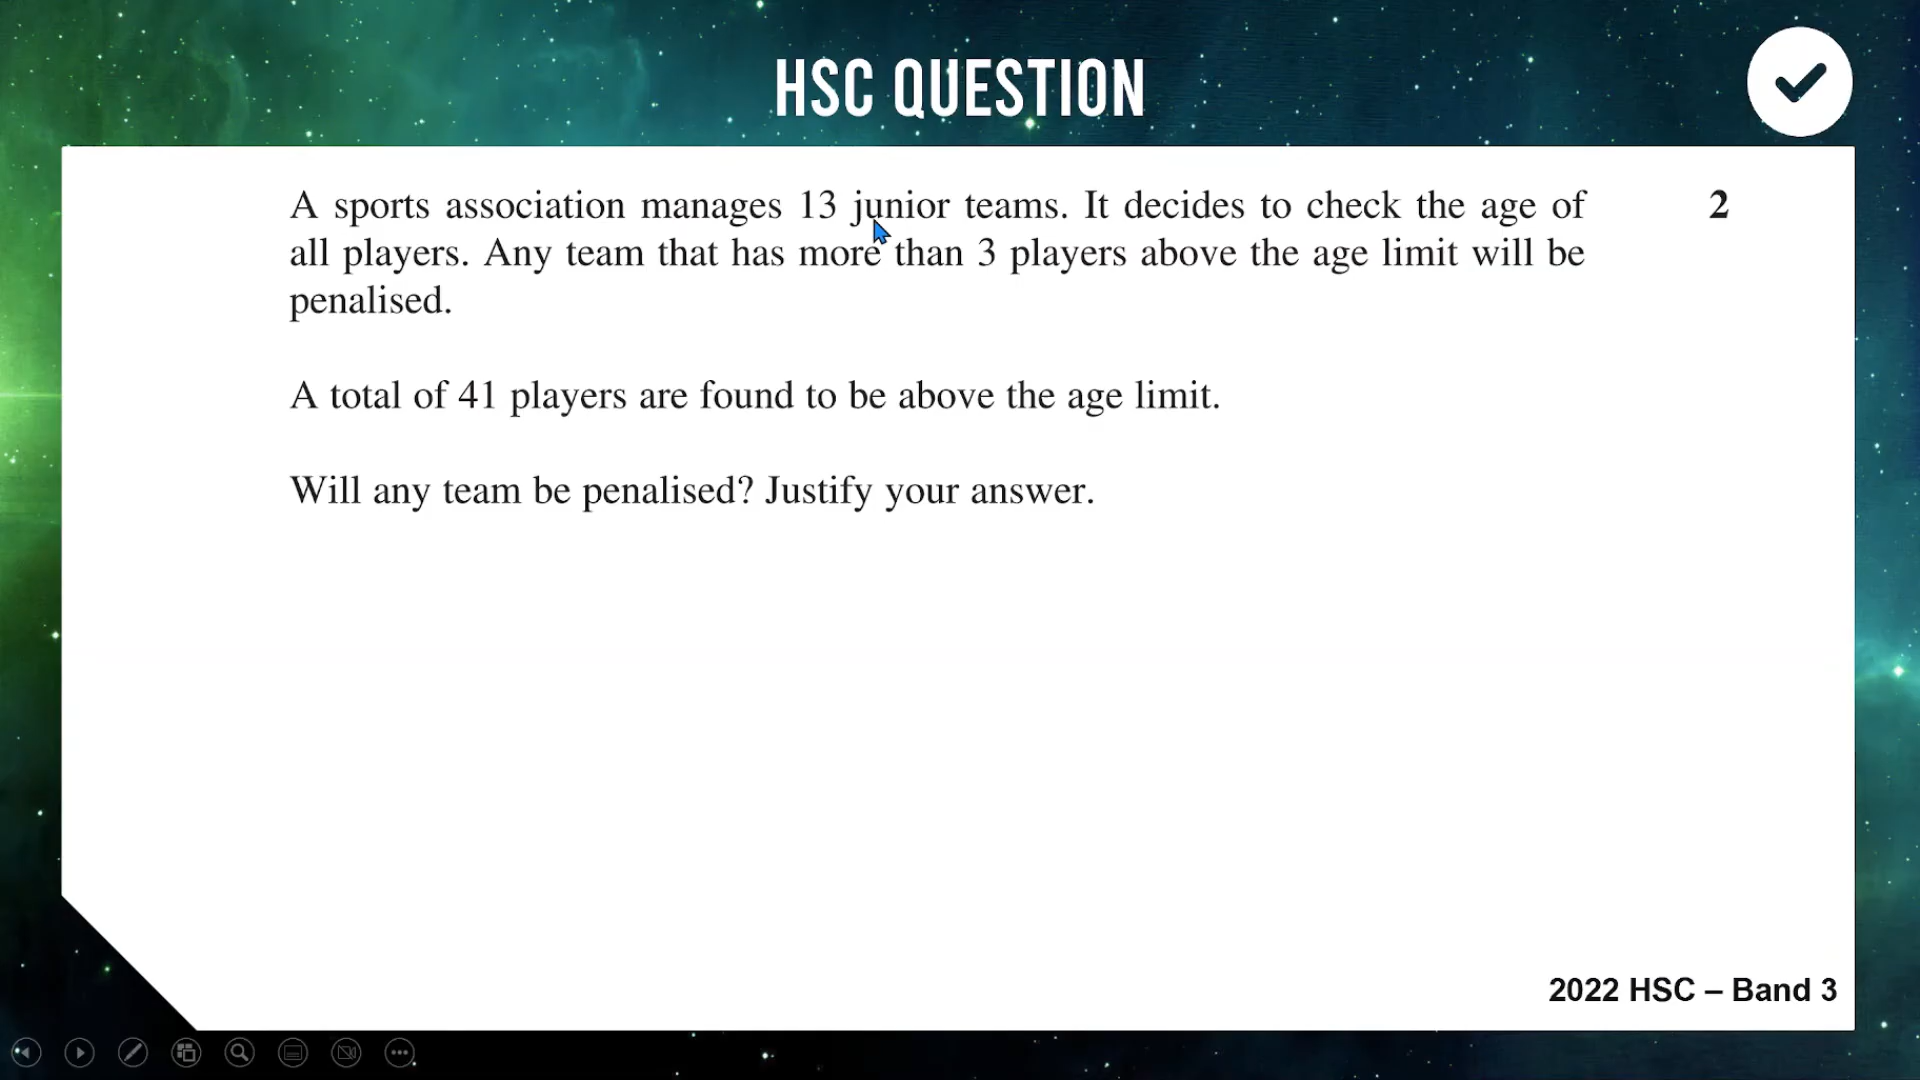 HSC QUESTION
A sports association manages 13 junior teams. It decides to check the age of 2
all players. Any team that has more than 3 players above the age limit will be
penalised.
A total of 41 players are found to be above the age limit.
Will any team be penalised? Justify your answer.
2022 HSC – Band 3